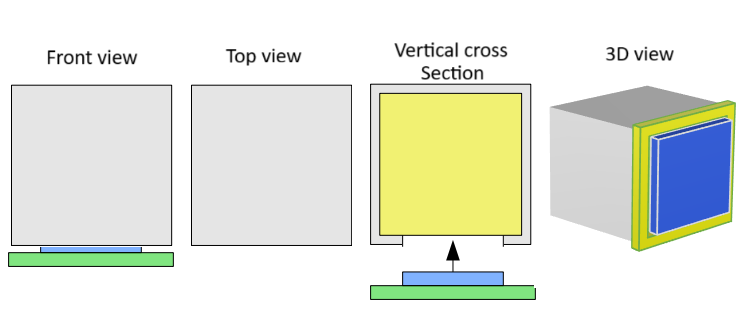 Front view
Top view
Vertical cross
Section
3D view